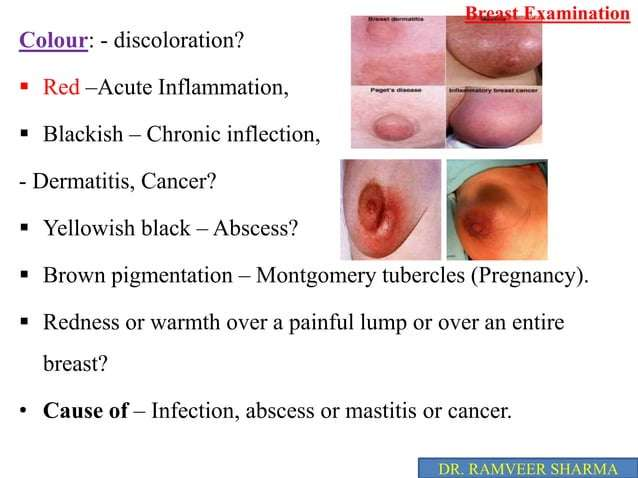 Breast Examination
Colour: - discoloration?
▪ Red –Acute Inflammation,
▪ Blackish – Chronic inflection,
- Dermatitis, Cancer?
▪ Yellowish black – Abscess?
▪ Brown pigmentation – Montgomery tubercles (Pregnancy).
▪ Redness or warmth over a painful lump or over an entire
breast?
• Cause of – Infection, abscess or mastitis or cancer.
Breast dermatitis
Paget's disease
Inflammatory breast cancer
DR. RAMVEER SHARMA